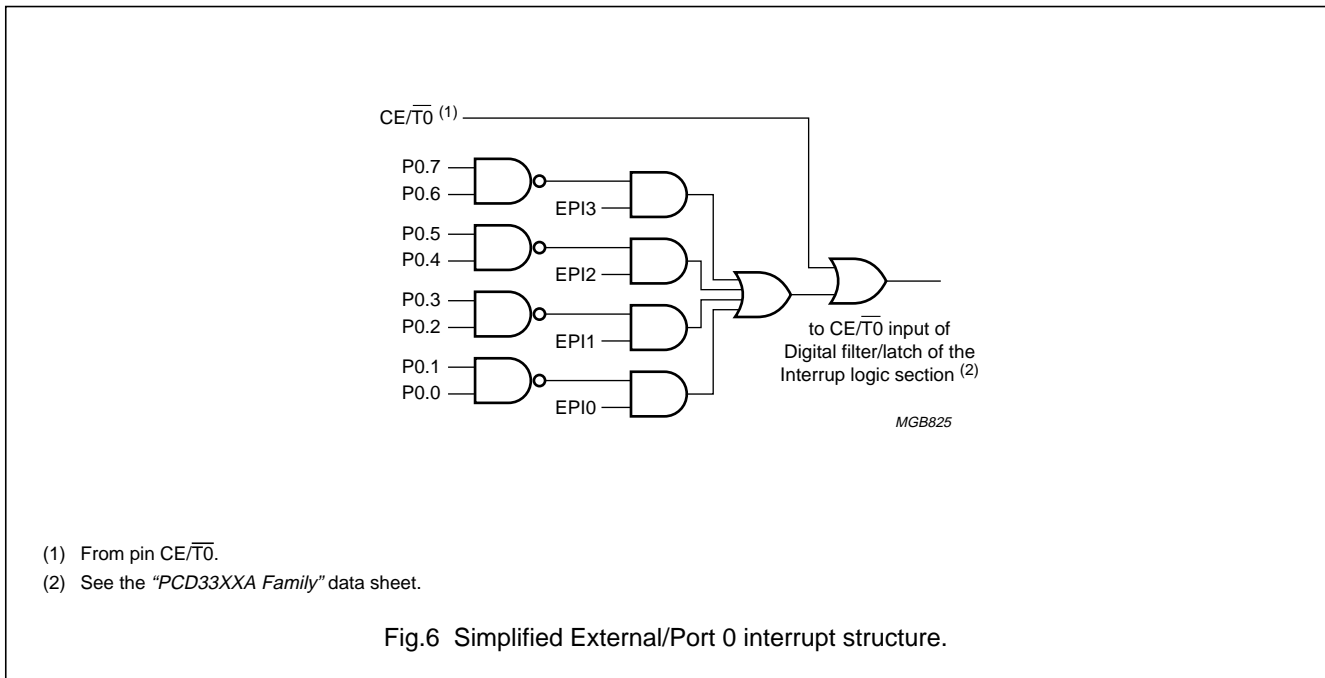 CE/T0 (1)
P0.7
P0.6
EPI3
P0.5
P0.4
EPI2
P0.3
P0.2
EPI1
P0.1
P0.0
EPI0
to CE/T0 input of
Digital filter/latch of the
Interrup logic section (2)
MGB825
(1) From pin CE/T0.
(2) See the “PCD33XXA Family” data sheet.
Fig.6 Simplified External/Port 0 interrupt structure.